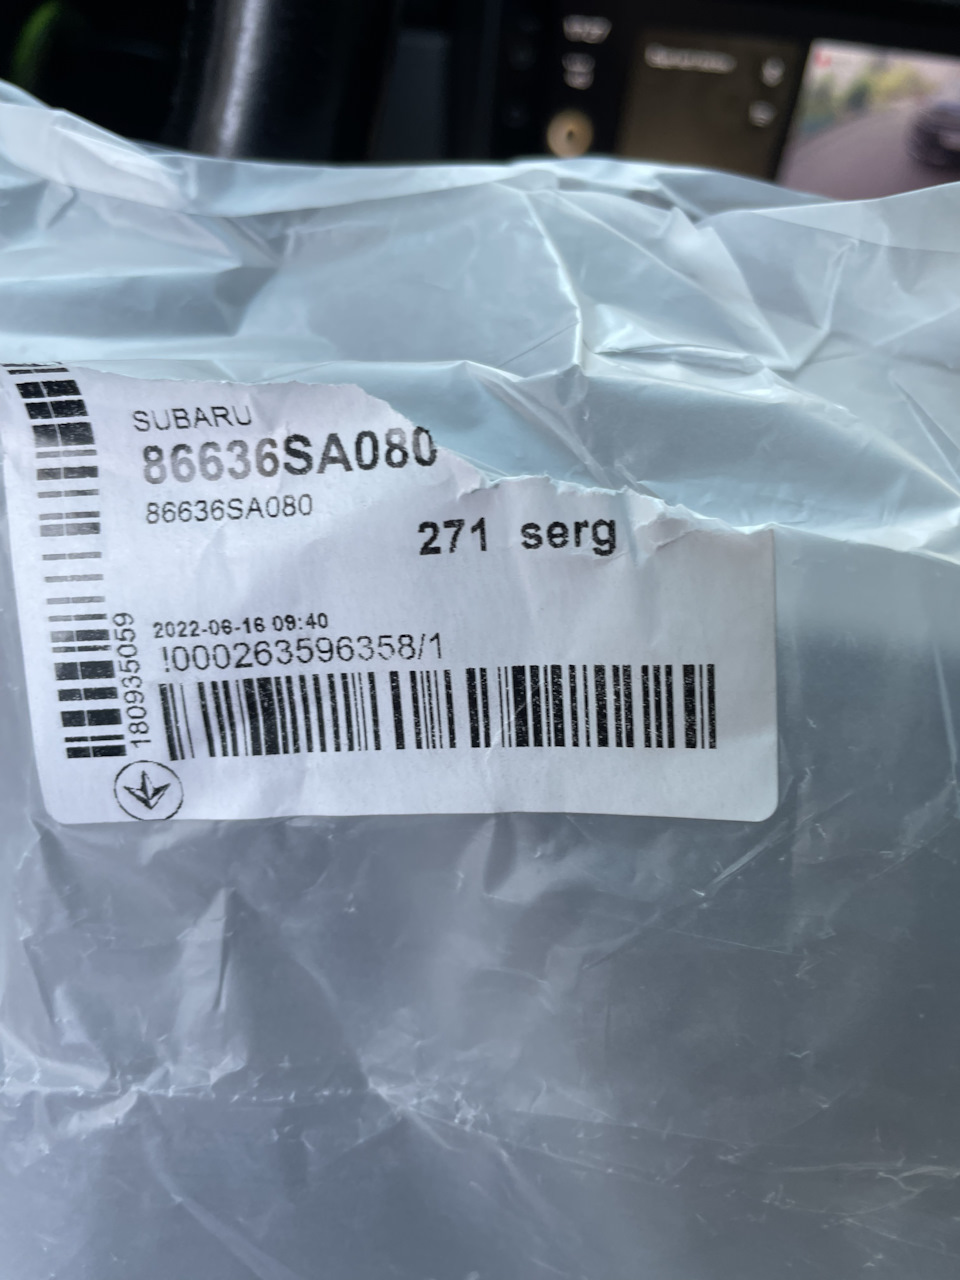 SUBARU
86636SA080
86636SA080
271 serg
2022-06-16 09:40
!000263596358/1
180935059